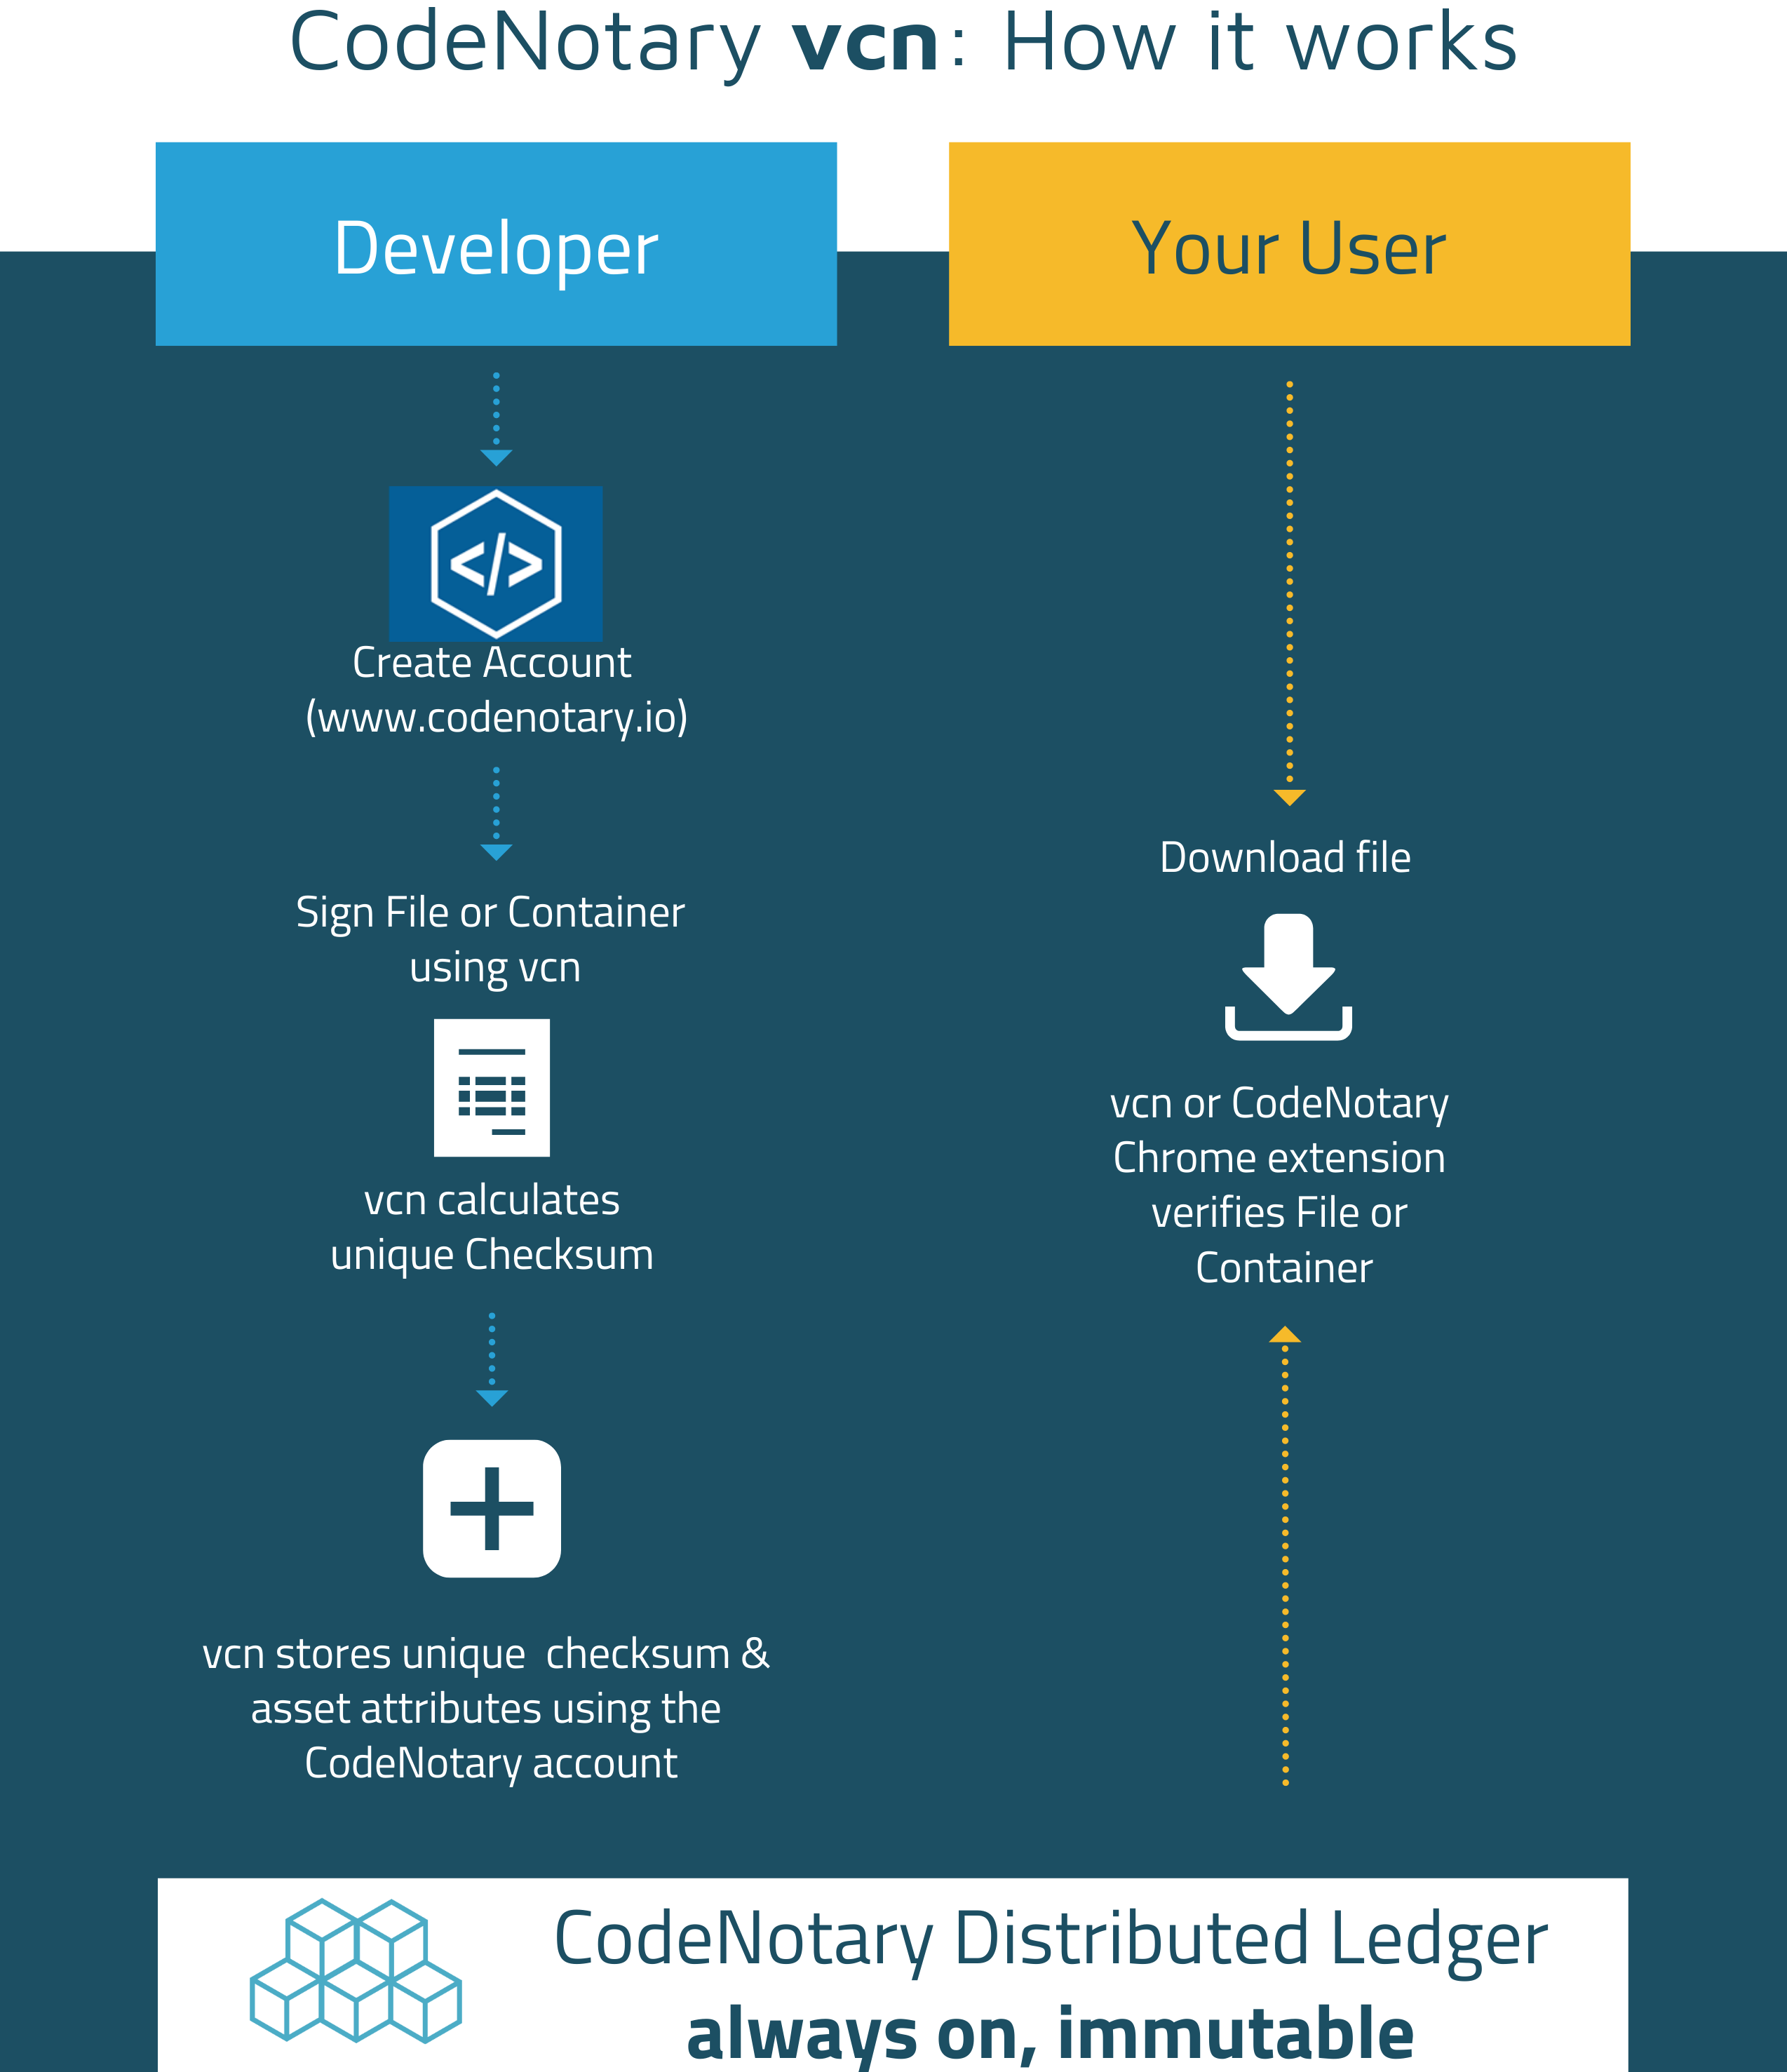 CodeNotary vcn: How it works
Developer
Create Account
(www.codenotary.io)
Sign File or Container
using vcn
vcn calculates
unique Checksum
vcn stores unique  checksum &
asset attributes using the
CodeNotary account
Your User
Download file
vcn or CodeNotary
Chrome extension
verifies File or
Container
CodeNotary Distributed Ledger
always on, immutable